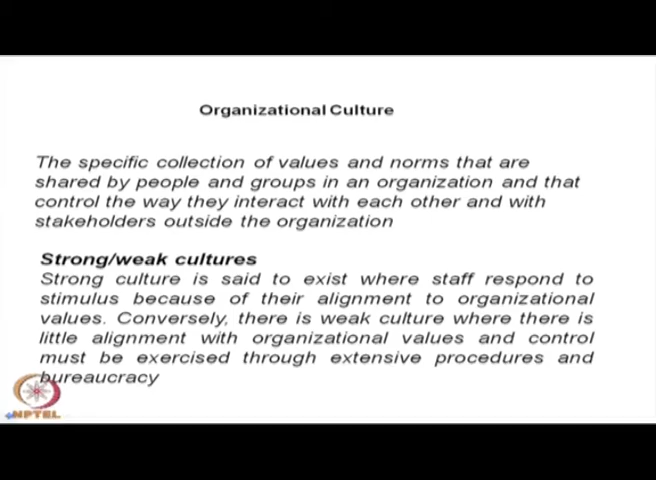 Organizational Culture
The specific collection of values and norms that are
shared by people and groups in an organization and that
control the way they interact with each other and with
stakeholders outside the organization
Strong/weak cultures
Strong culture is said to exist where staff respond to
stimulus because of their alignment to organizational
values. Conversely, there is weak culture where there is
little alignment with organizational values and control
must be exercised through extensive procedures and
bureaucracy
NPTEL